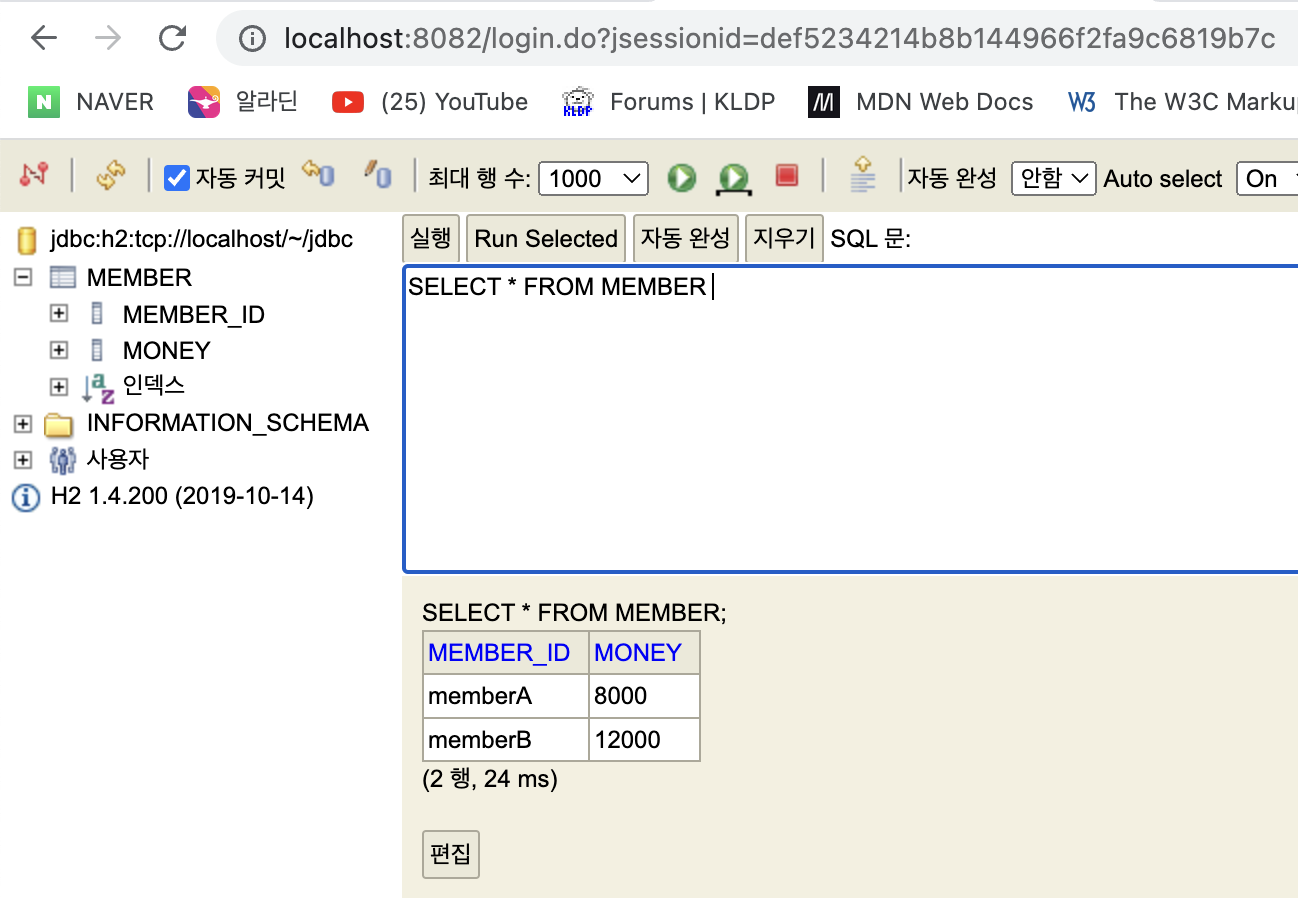 localhost:8082/login.do?jsessionid=def5234214b8b144966f2fa9c6819b7c
N NAVER 알라딘 (25) YouTube KLDP Forums | KLDP M MDN Web Docs W3 The W3C Marku
자동 커밋 최대 행 수: 1000 자동 완성 안함 Auto select On
jdbc:h2:tcp://localhost/~/jdbc
MEMBER
MEMBER_ID
MONEY
인덱스
INFORMATION_SCHEMA
사용자
H2 1.4.200 (2019-10-14)
실행 Run Selected 자동 완성 지우기 SQL 문:
SELECT * FROM MEMBER
SELECT * FROM MEMBER;
MEMBER_ID MONEY
memberA 8000
memberB 12000
(2 행, 24 ms)
편집